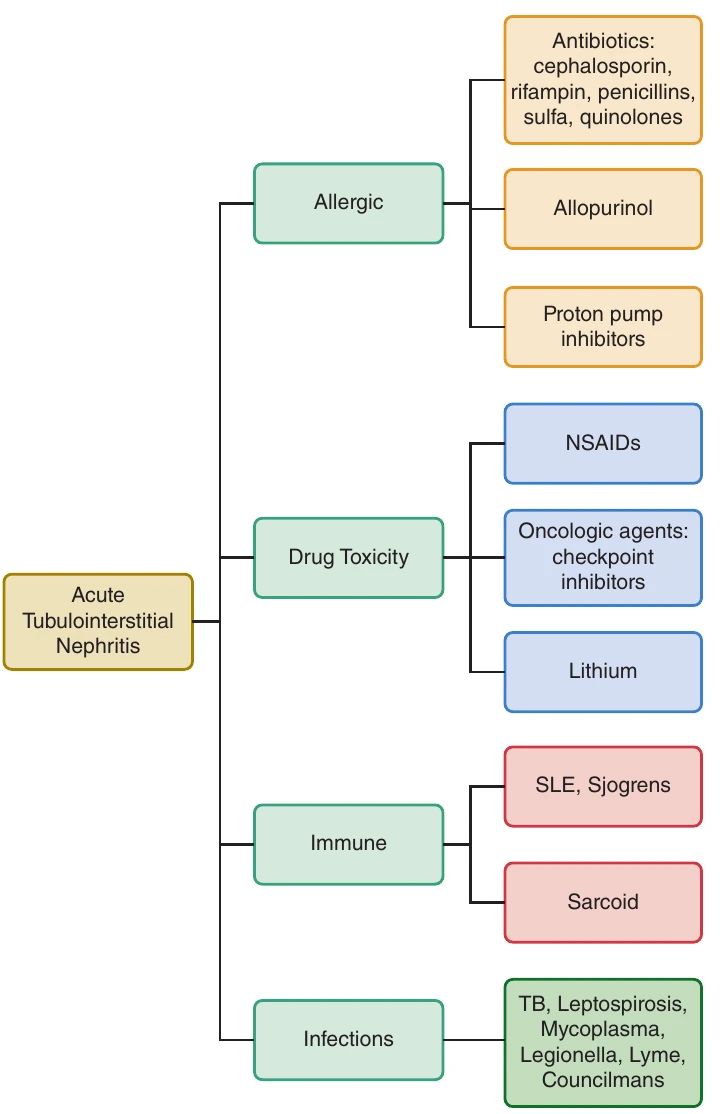 Acute
Tubulointerstitial
Nephritis
Allergic
Antibiotics:
cephalosporin,
rifampin, penicillins,
sulfa, quinolones
Allopurinol
Proton pump
inhibitors
Drug Toxicity
NSAIDs
Oncologic agents:
checkpoint
inhibitors
Lithium
Immune
SLE, Sjogrens
Sarcoid
Infections
TB, Leptospirosis,
Mycoplasma,
Legionella, Lyme,
Councilmans